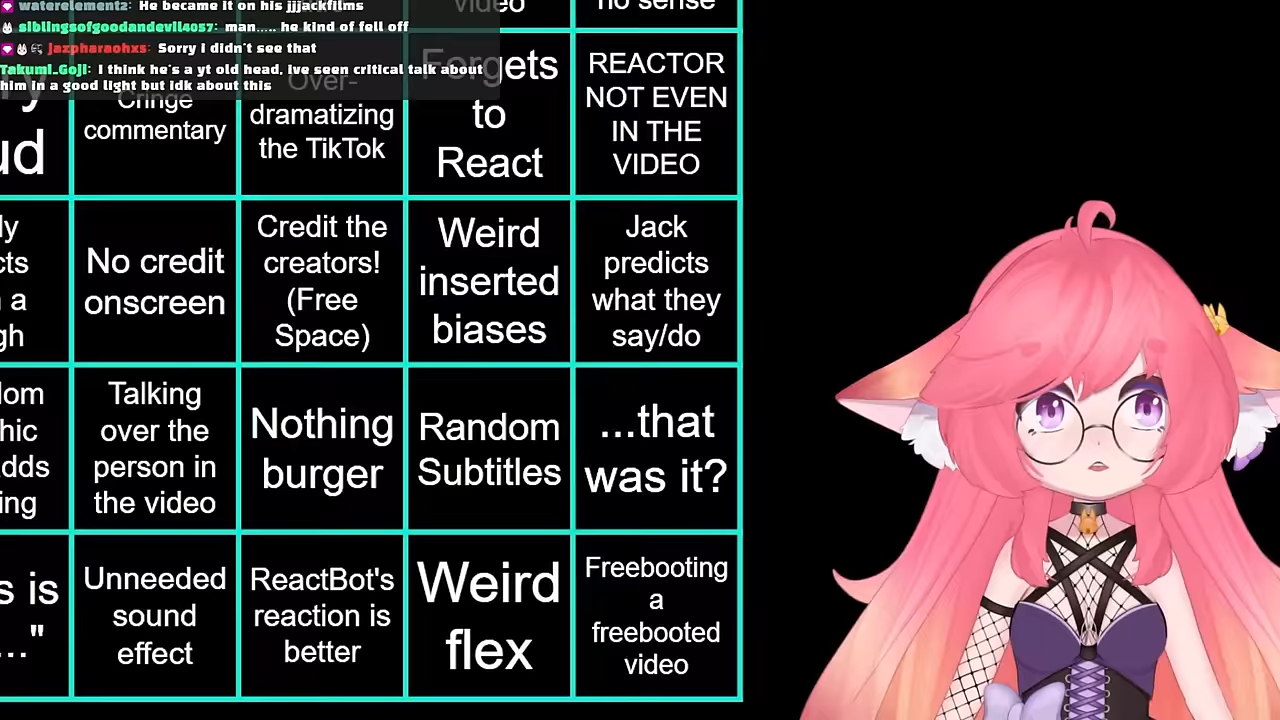 waterelement2: He became it on his jjjackfilms
siblingsofgoodandevil4057: man..... he kind of fell off
jazpharaohxs: Sorry i didn't see that
Takumi_Goji: I think he's a yt old head, ive seen critical talk about
him in a good light but idk about this
video
no sense
Cringe
commentary
Over-
dramatizing
the TikTok
Forgets
to
React
REACTOR
NOT EVEN
IN THE
VIDEO
No credit
onscreen
Credit the
creators!
(Free
Space)
Weird
inserted
biases
Jack
predicts
what they
say/do
Talking
over the
person in
the video
Nothing
burger
Random
Subtitles
...that
was it?
s is
..."
Unneeded
sound
effect
ReactBot's
reaction is
better
Weird
flex
Freebooting
a
freebooted
video